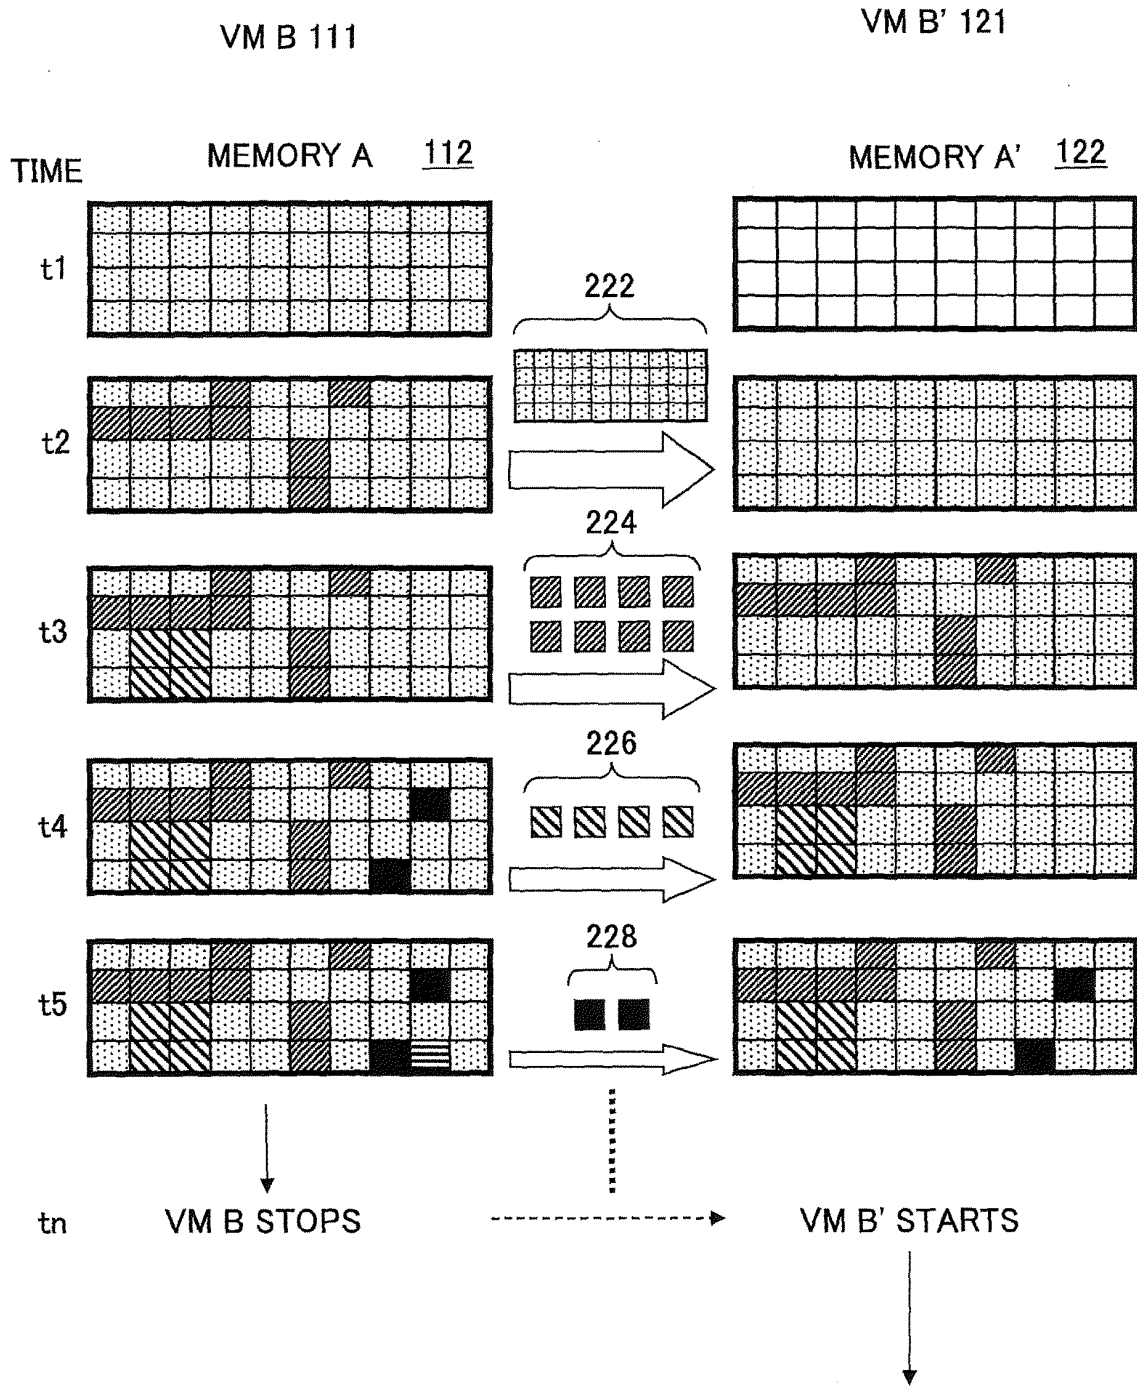 VM B 111
VM B' 121
TIME
MEMORY A 112
MEMORY A' 122
t1
222
t2
224
t3
226
t4
228
t5
tn
VM B STOPS
VM B' STARTS